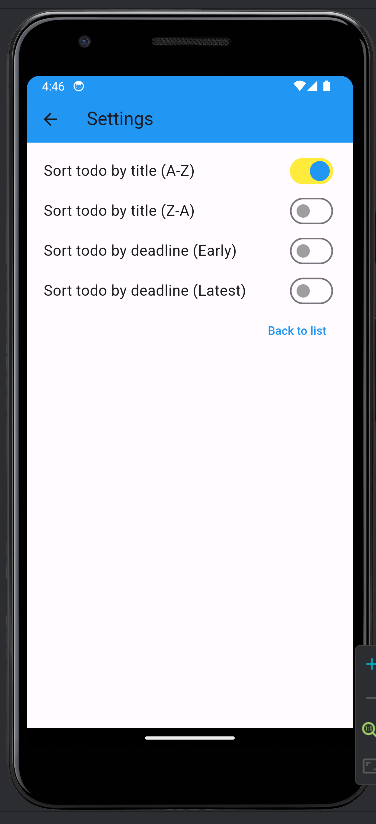 4:46
Settings
Sort todo by title (A-Z)
Sort todo by title (Z-A)
Sort todo by deadline (Early)
Sort todo by deadline (Latest)
Back to list